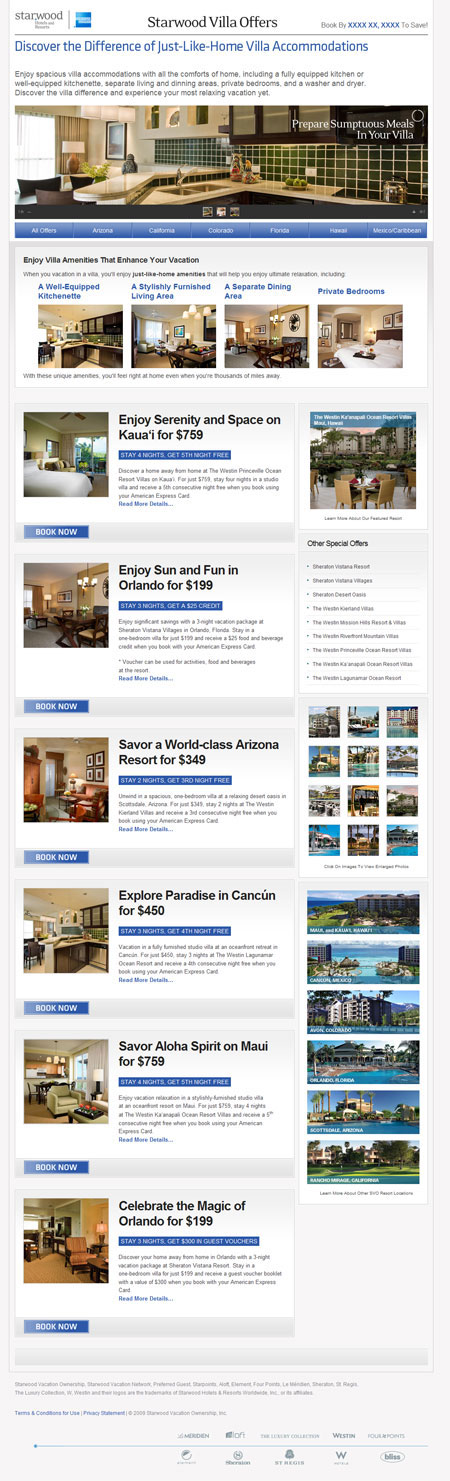 starwood
Hotels and
Resorts
Starwood Villa Offers
Book By XXXX XX, XXXX To Save!
Discover the Difference of Just-Like-Home Villa Accommodations
Enjoy spacious villa accommodations with all the comforts of home, including a fully equipped kitchen or
well-equipped kitchenette, separate living and dinning areas, private bedrooms, and a washer and dryer.
Discover the villa difference and experience your most relaxing vacation yet.
Prepare Sumptuous Meals
In Your Villa
All Offers
Arizona
California
Colorado
Florida
Hawaii
Mexico/Caribbean
Enjoy Villa Amenities That Enhance Your Vacation
When you vacation in a villa, you'll enjoy just-like-home amenities that will help you enjoy ultimate relaxation, including:
A Well-Equipped
Kitchenette
A Stylishly Furnished
Living Area
A Separate Dining
Area
Private Bedrooms
With these unique amenities, you'll feel right at home even when you're thousands of miles away.
Enjoy Serenity and Space on
Kaua'i for $759
STAY 4 NIGHTS, GET 5TH NIGHT FREE
Discover a home away from home at The Westin Princeville Ocean
Resort Villas on Kaua'i. For just $759, stay four nights in a studio
villa and receive a 5th consecutive night free when you book using
your American Express Card.
Read More Details...
BOOK NOW
Enjoy Sun and Fun in
Orlando for $199
STAY 3 NIGHTS, GET A $25 CREDIT
Enjoy significant savings with a 3-night vacation package at
Sheraton Vistana Villages in Orlando, Florida. Stay in a
one-bedroom villa for just $199 and receive a $25 food and beverage
credit when you book with your American Express Card.
* Voucher can be used for activities, food and beverages
at the resort.
Read More Details...
BOOK NOW
Savor a World-class Arizona
Resort for $349
STAY 2 NIGHTS, GET 3RD NIGHT FREE
Unwind in a spacious, one-bedroom villa at a relaxing desert oasis in
Scottsdale, Arizona. For just $349, stay 2 nights at The Westin
Kierland Villas and receive a 3rd consecutive night free when you
book using your American Express Card.
Read More Details...
BOOK NOW
Explore Paradise in Cancún
for $450
STAY 3 NIGHTS, GET 4TH NIGHT FREE
Vacation in a fully furnished studio villa at an oceanfront retreat in
Cancún. For just $450, stay 3 nights at The Westin Lagunamar
Ocean Resort and receive a 4th consecutive night free when you
book using your American Express Card.
Read More Details...
BOOK NOW
Savor Aloha Spirit on Maui
for $759
STAY 4 NIGHTS, GET 5TH NIGHT FREE
Enjoy vacation relaxation in a stylishly-furnished studio villa
at an oceanfront resort on Maui. For just $759, stay 4 nights
at The Westin Ka'anapali Ocean Resort Villas and receive a 5th
consecutive night free when you book using your American
Express Card.
Read More Details...
BOOK NOW
Celebrate the Magic of
Orlando for $199
STAY 3 NIGHTS, GET $300 IN GUEST VOUCHERS
Discover your home away from home in Orlando with a 3-night
vacation package at Sheraton Vistana Resort. Stay in a
one-bedroom villa for just $199 and receive a guest voucher booklet
with a value of $300 when you book with your American Express
Card.
Read More Details...
BOOK NOW
The Westin Ka'anapali Ocean Resort Villas
Maui, Hawaii
Learn More About Our Featured Resort
Other Special Offers
Sheraton Vistana Resort
Sheraton Vistana Villages
Sheraton Desert Oasis
The Westin Kierland Villas
The Westin Mission Hills Resort & Villas
The Westin Riverfront Mountain Villas
The Westin Princeville Ocean Resort Villas
The Westin Ka'anapali Ocean Resort Villas
The Westin Lagunamar Ocean Resort
Click On Images To View Enlarged Photos
MAUI, and KAUA'I, HAWAI'I
CANCUN, MEXICO
AVON, COLORADO
ORLANDO, FLORIDA
SCOTTSDALE, ARIZONA
RANCHO MIRAGE, CALIFORNIA
Learn More About Other SVO Resort Locations
Starwood Vacation Ownership, Starwood Vacation Network, Preferred Guest, Starpoints, Aloft, Element, Four Points, Le Méridien, Sheraton, St. Regis,
The Luxury Collection, W, Westin and their logos are the trademarks of Starwood Hotels & Resorts Worldwide, Inc., or its affiliates.
Terms & Conditions for Use | Privacy Statement | © 2009 Starwood Vacation Ownership, Inc.
LE MERIDIEN
aloft
THE LUXURY COLLECTION
WESTIN
FOUR POINTS
element
Sheraton
ST REGIS
W
HOTELS
bliss